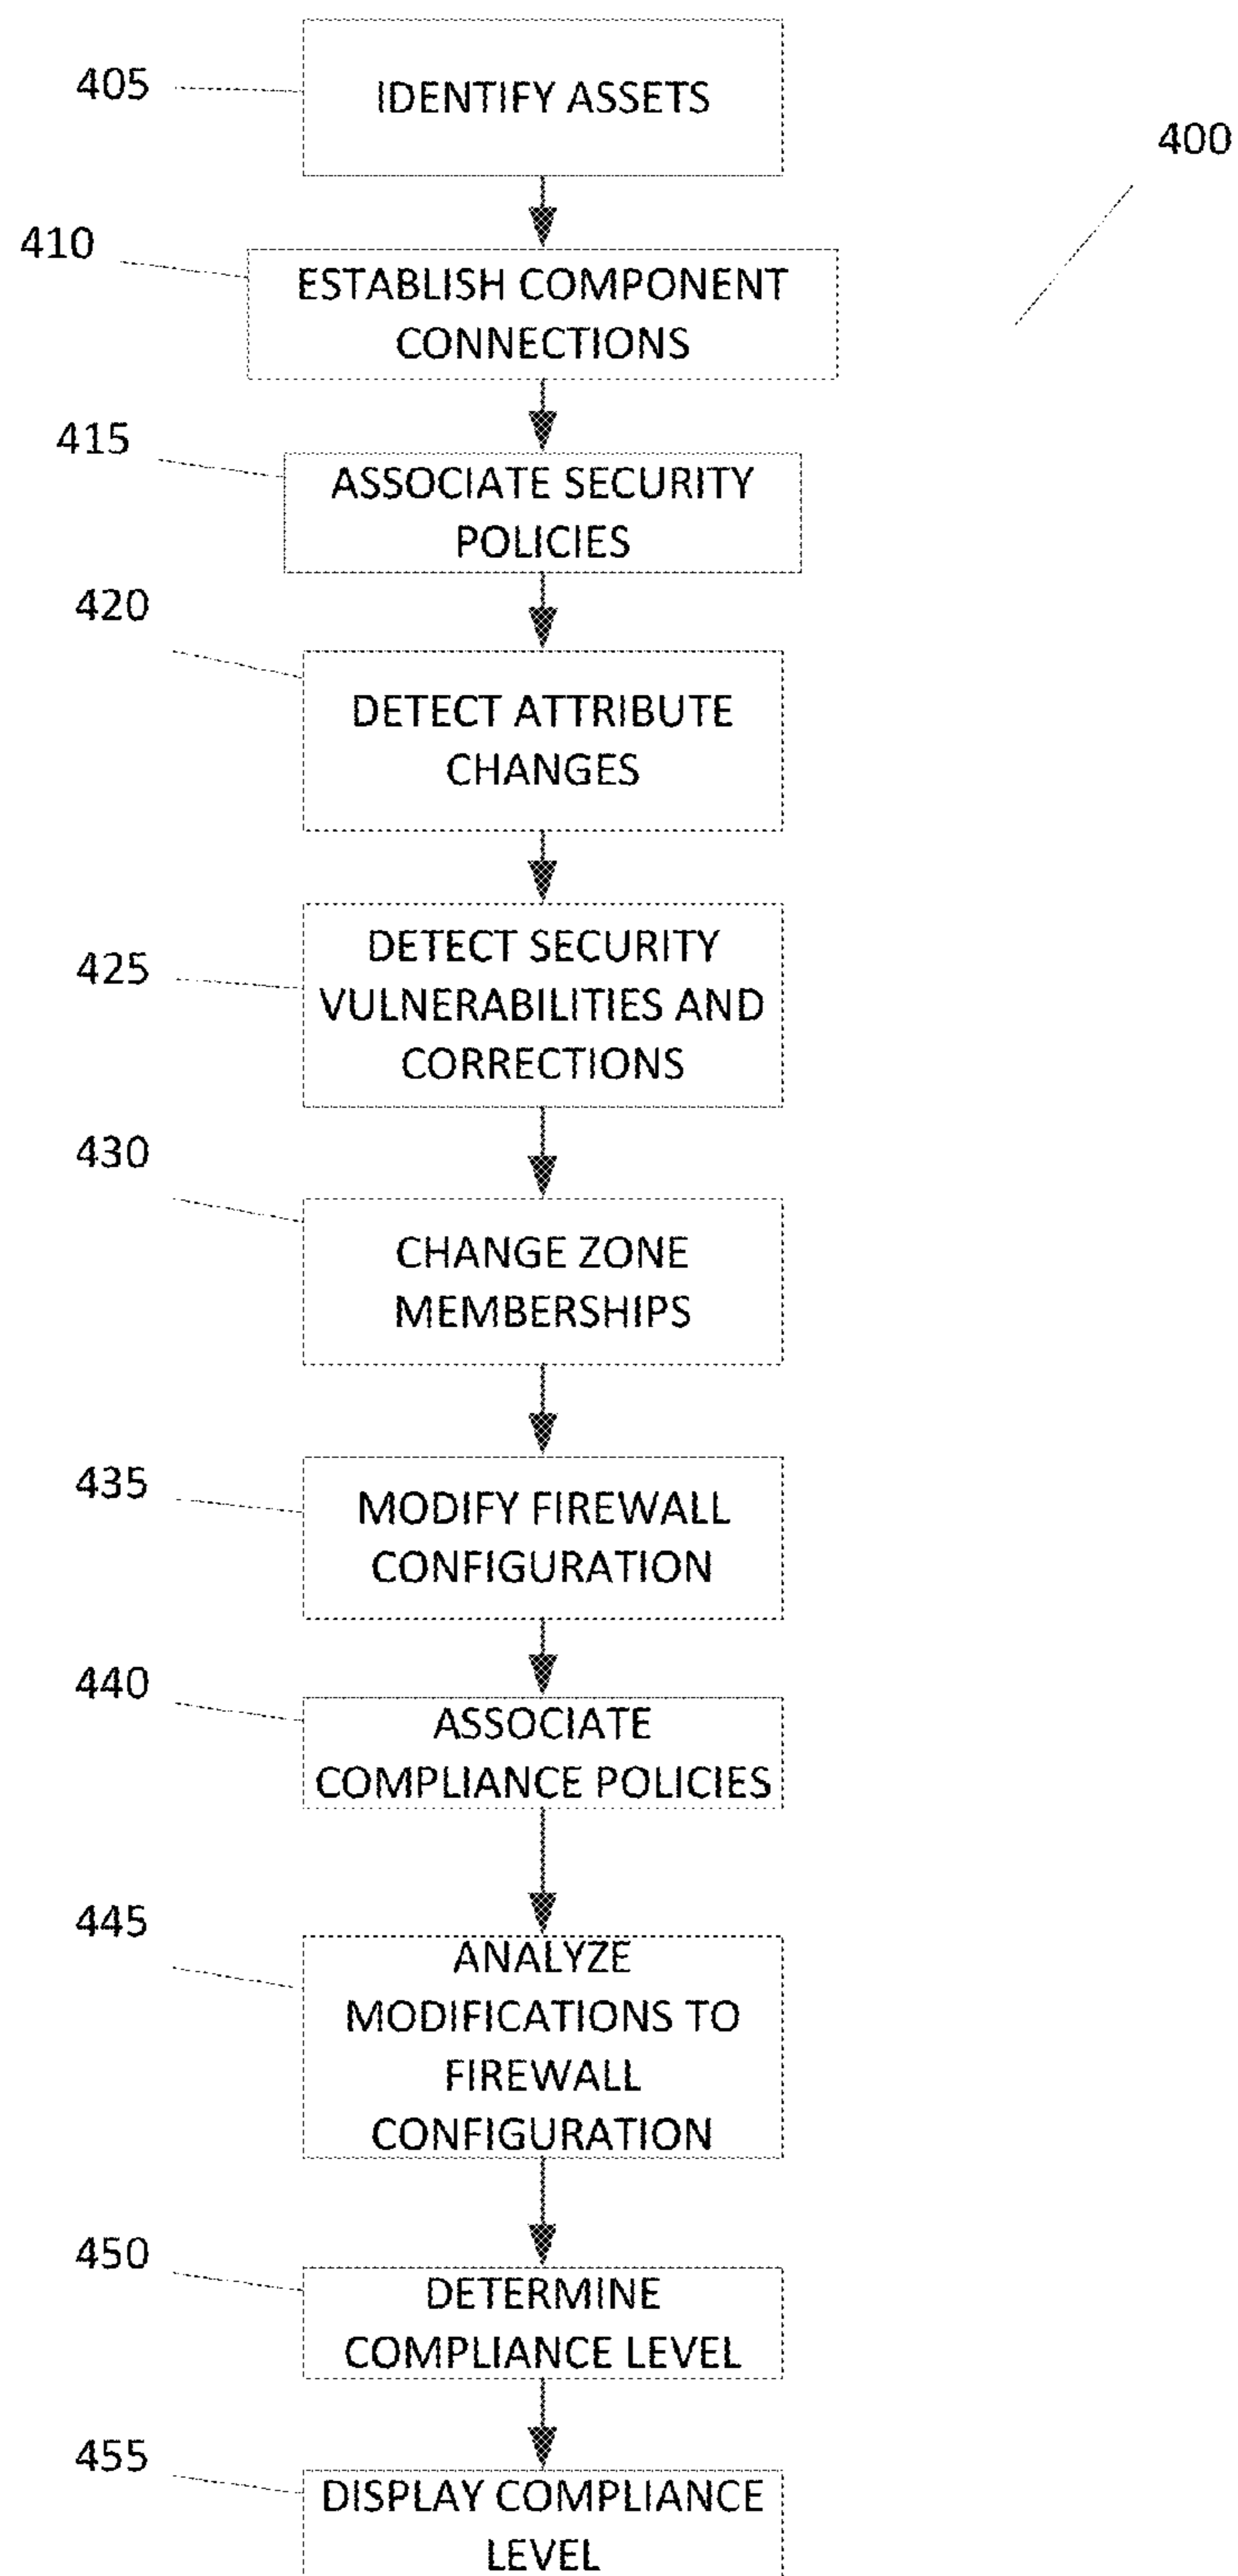 405
IDENTIFY ASSETS
400
410
ESTABLISH COMPONENT
CONNECTIONS
415
ASSOCIATE SECURITY
POLICIES
420
DETECT ATTRIBUTE
CHANGES
425
DETECT SECURITY
VULNERABILITIES AND
CORRECTIONS
430
CHANGE ZONE
MEMBERSHIPS
435
MODIFY FIREWALL
CONFIGURATION
440
ASSOCIATE
COMPLIANCE POLICIES
445
ANALYZE
MODIFICATIONS TO
FIREWALL
CONFIGURATION
450
DETERMINE
COMPLIANCE LEVEL
455
DISPLAY COMPLIANCE
LEVEL